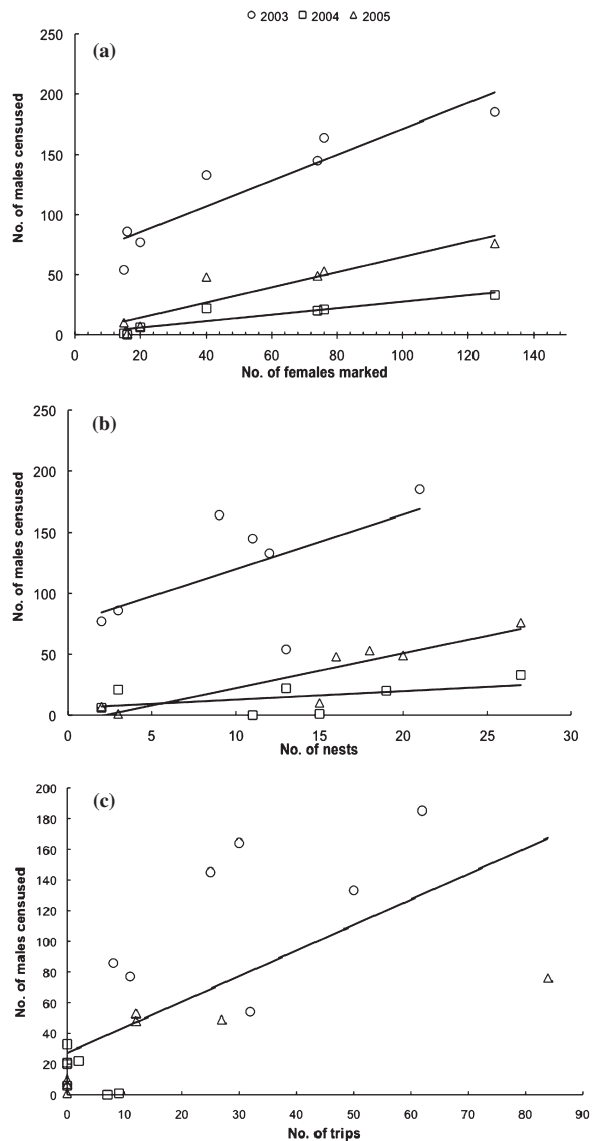 ○ 2003 □ 2004 △ 2005
(a)
250
200
150
100
50
0
No. of males censused
0 20 40 60 80 100 120 140
No. of females marked
(b)
250
200
150
100
50
0
No. of males censused
0 5 10 15 20 25 30
No. of nests
(c)
200
180
160
140
120
100
80
60
40
20
0
No. of males censused
0 10 20 30 40 50 60 70 80 90
No. of trips